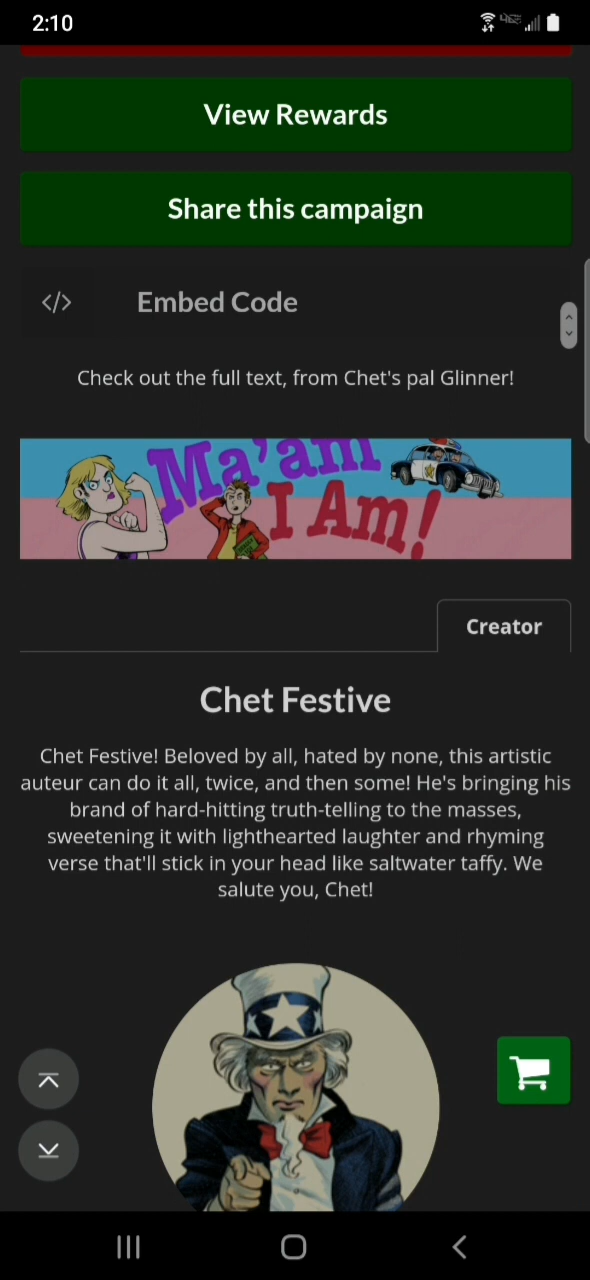 2:10
View Rewards
Share this campaign
</> Embed Code
Check out the full text, from Chet's pal Glinner!
Ma'am
I Am!
Creator
Chet Festive
Chet Festive! Beloved by all, hated by none, this artistic
auteur can do it all, twice, and then some! He's bringing his
brand of hard-hitting truth-telling to the masses,
sweetening it with lighthearted laughter and rhyming
verse that'll stick in your head like saltwater taffy. We
salute you, Chet!